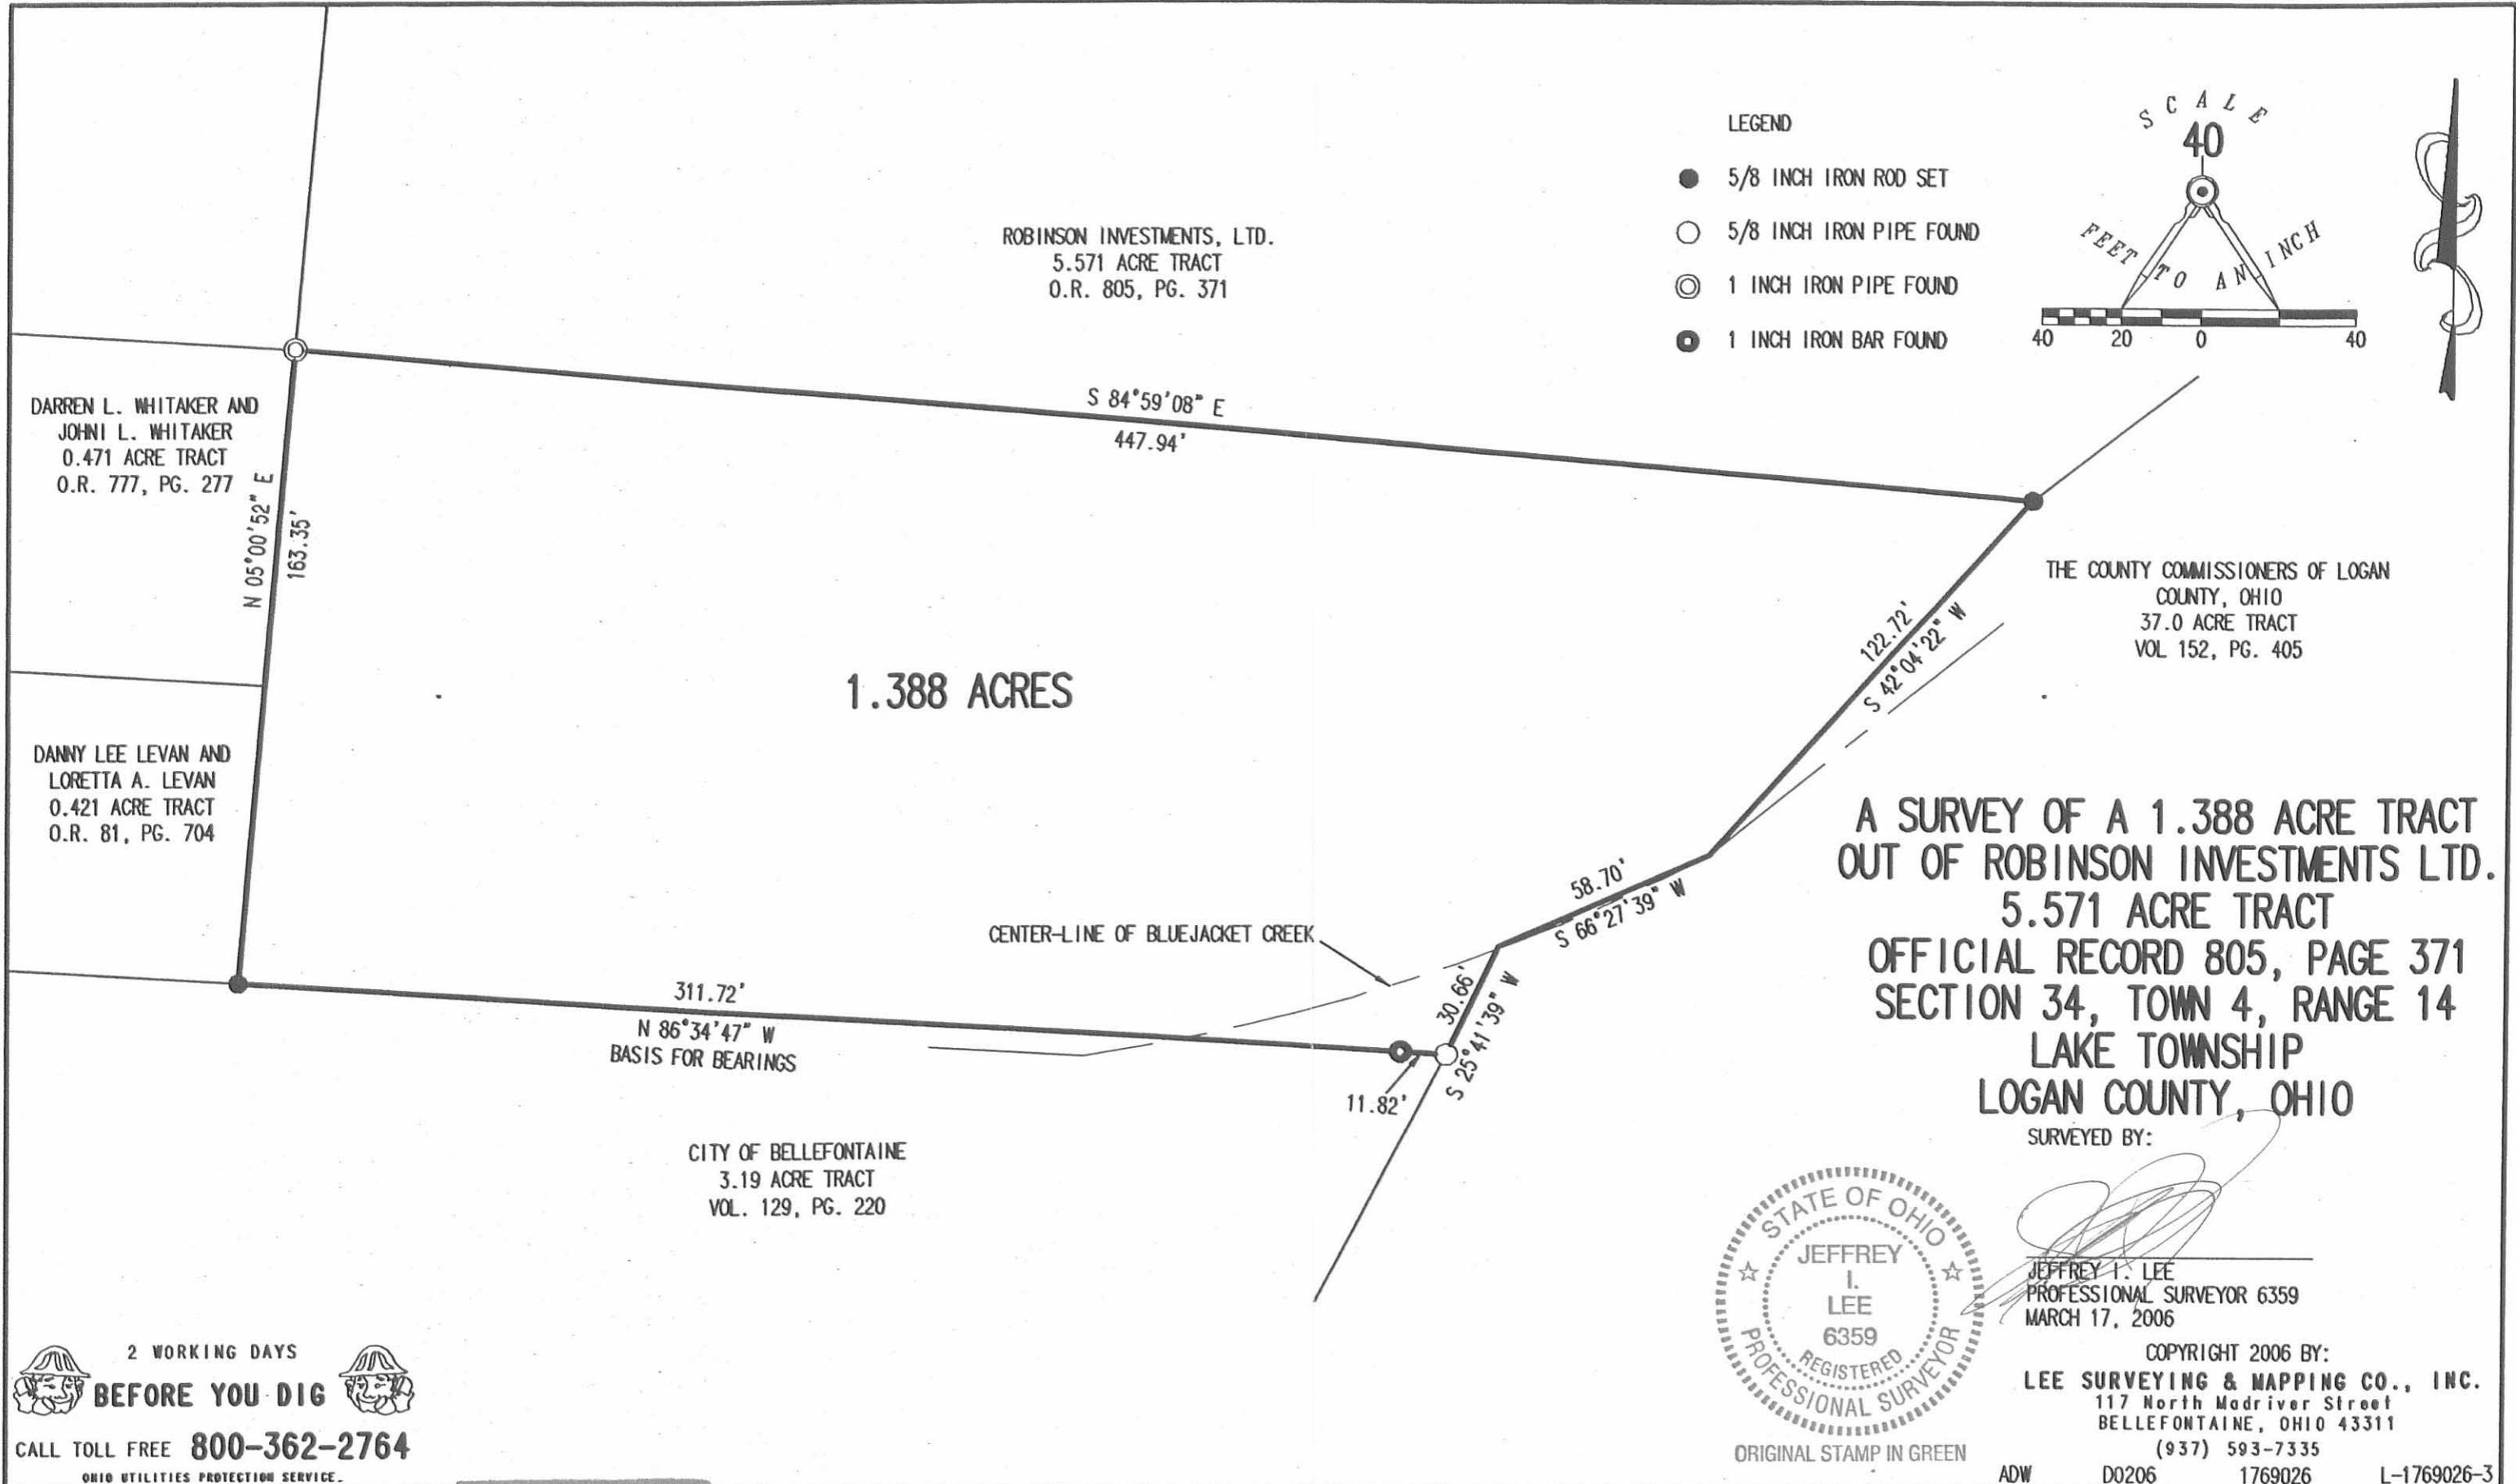 LEGEND
5/8 INCH IRON ROD SET
5/8 INCH IRON PIPE FOUND
1 INCH IRON PIPE FOUND
1 INCH IRON BAR FOUND
SCALE
40
FEET TO AN INCH
40 20 0 40
ROBINSON INVESTMENTS, LTD.
5.571 ACRE TRACT
O.R. 805, PG. 371
S 84°59'08" E
447.94'
DARREN L. WHITAKER AND
JOHNI L. WHITAKER
0.471 ACRE TRACT
O.R. 777, PG. 277
N 05°00'52" E
163.35'
THE COUNTY COMMISSIONERS OF LOGAN
COUNTY, OHIO
37.0 ACRE TRACT
VOL 152, PG. 405
122.72'
S 42°04'22" W
1.388 ACRES
DANNY LEE LEVAN AND
LORETTA A. LEVAN
0.421 ACRE TRACT
O.R. 81, PG. 704
58.70'
S 66°27'39" W
CENTER-LINE OF BLUEJACKET CREEK
30.66'
S 25°41'39" W
311.72'
N 86°34'47" W
BASIS FOR BEARINGS
11.82'
CITY OF BELLEFONTAINE
3.19 ACRE TRACT
VOL. 129, PG. 220
A SURVEY OF A 1.388 ACRE TRACT
OUT OF ROBINSON INVESTMENTS LTD.
5.571 ACRE TRACT
OFFICIAL RECORD 805, PAGE 371
SECTION 34, TOWN 4, RANGE 14
LAKE TOWNSHIP
LOGAN COUNTY, OHIO
SURVEYED BY:
JEFFREY I. LEE
PROFESSIONAL SURVEYOR 6359
MARCH 17, 2006
STATE OF OHIO
JEFFREY
I.
LEE
6359
REGISTERED
PROFESSIONAL SURVEYOR
ORIGINAL STAMP IN GREEN
COPYRIGHT 2006 BY:
LEE SURVEYING & MAPPING CO., INC.
117 North Madriver Street
BELLEFONTAINE, OHIO 43311
(937) 593-7335
ADW D0206 1769026 L-1769026-3
2 WORKING DAYS
BEFORE YOU DIG
CALL TOLL FREE 800-362-2764
OHIO UTILITIES PROTECTION SERVICE.